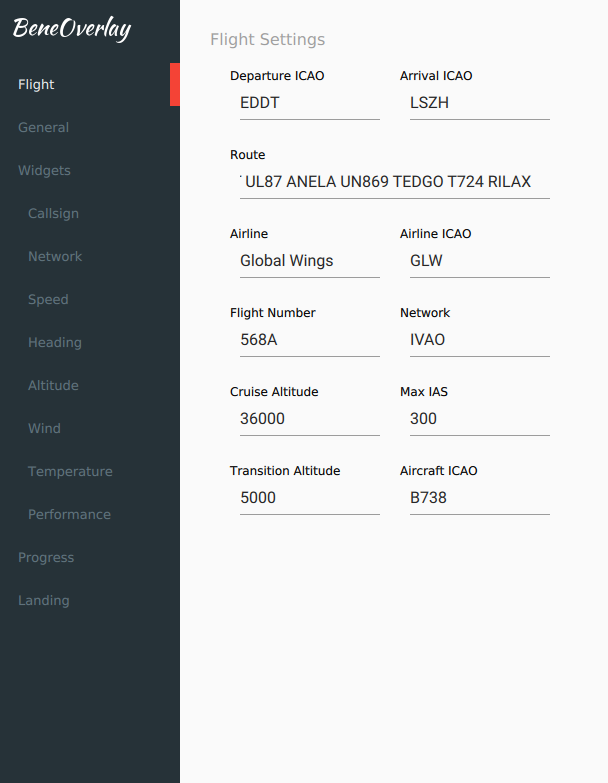 BeneOverlay
Flight
General
Widgets
Callsign
Network
Speed
Heading
Altitude
Wind
Temperature
Performance
Progress
Landing
Flight Settings
Departure ICAO Arrival ICAO
EDDT LSZH
Route
UL87 ANELA UN869 TEDGO T724 RILAX
Airline Airline ICAO
Global Wings GLW
Flight Number Network
568A IVAO
Cruise Altitude Max IAS
36000 300
Transition Altitude Aircraft ICAO
5000 B738